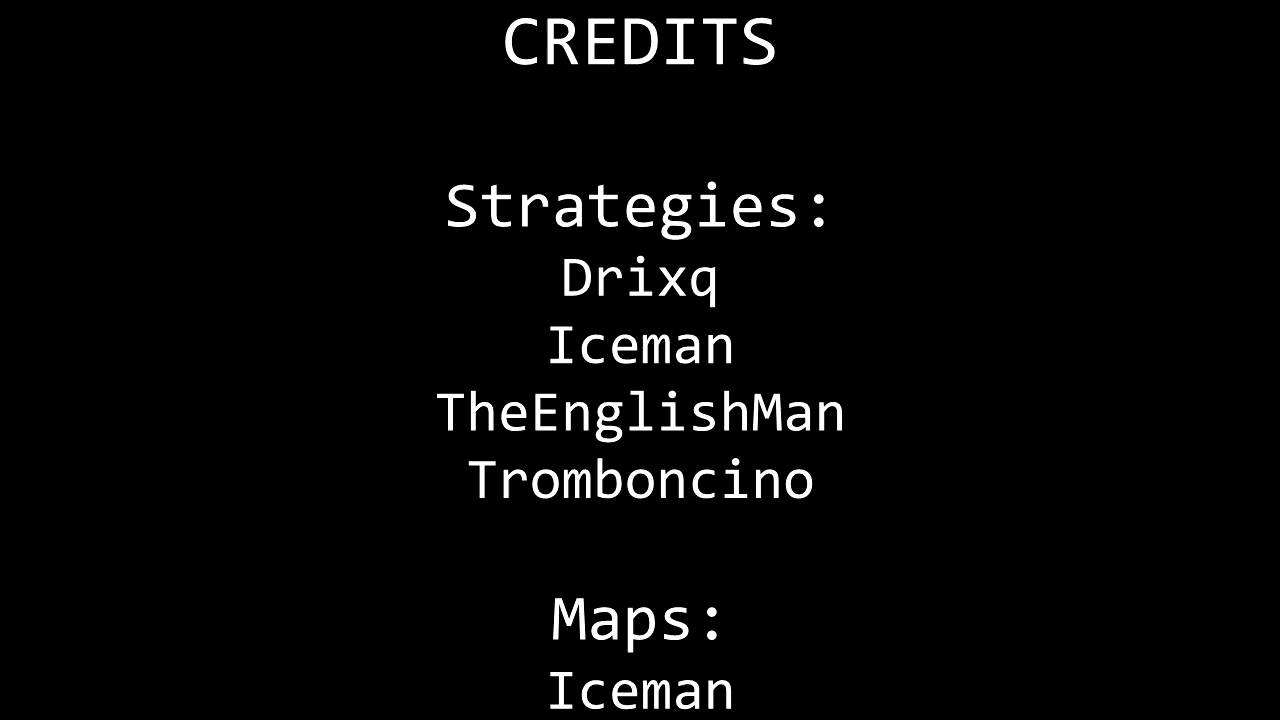 CREDITS
Strategies:
Drixq
Iceman
TheEnglishMan
Tromboncino
Maps:
Iceman